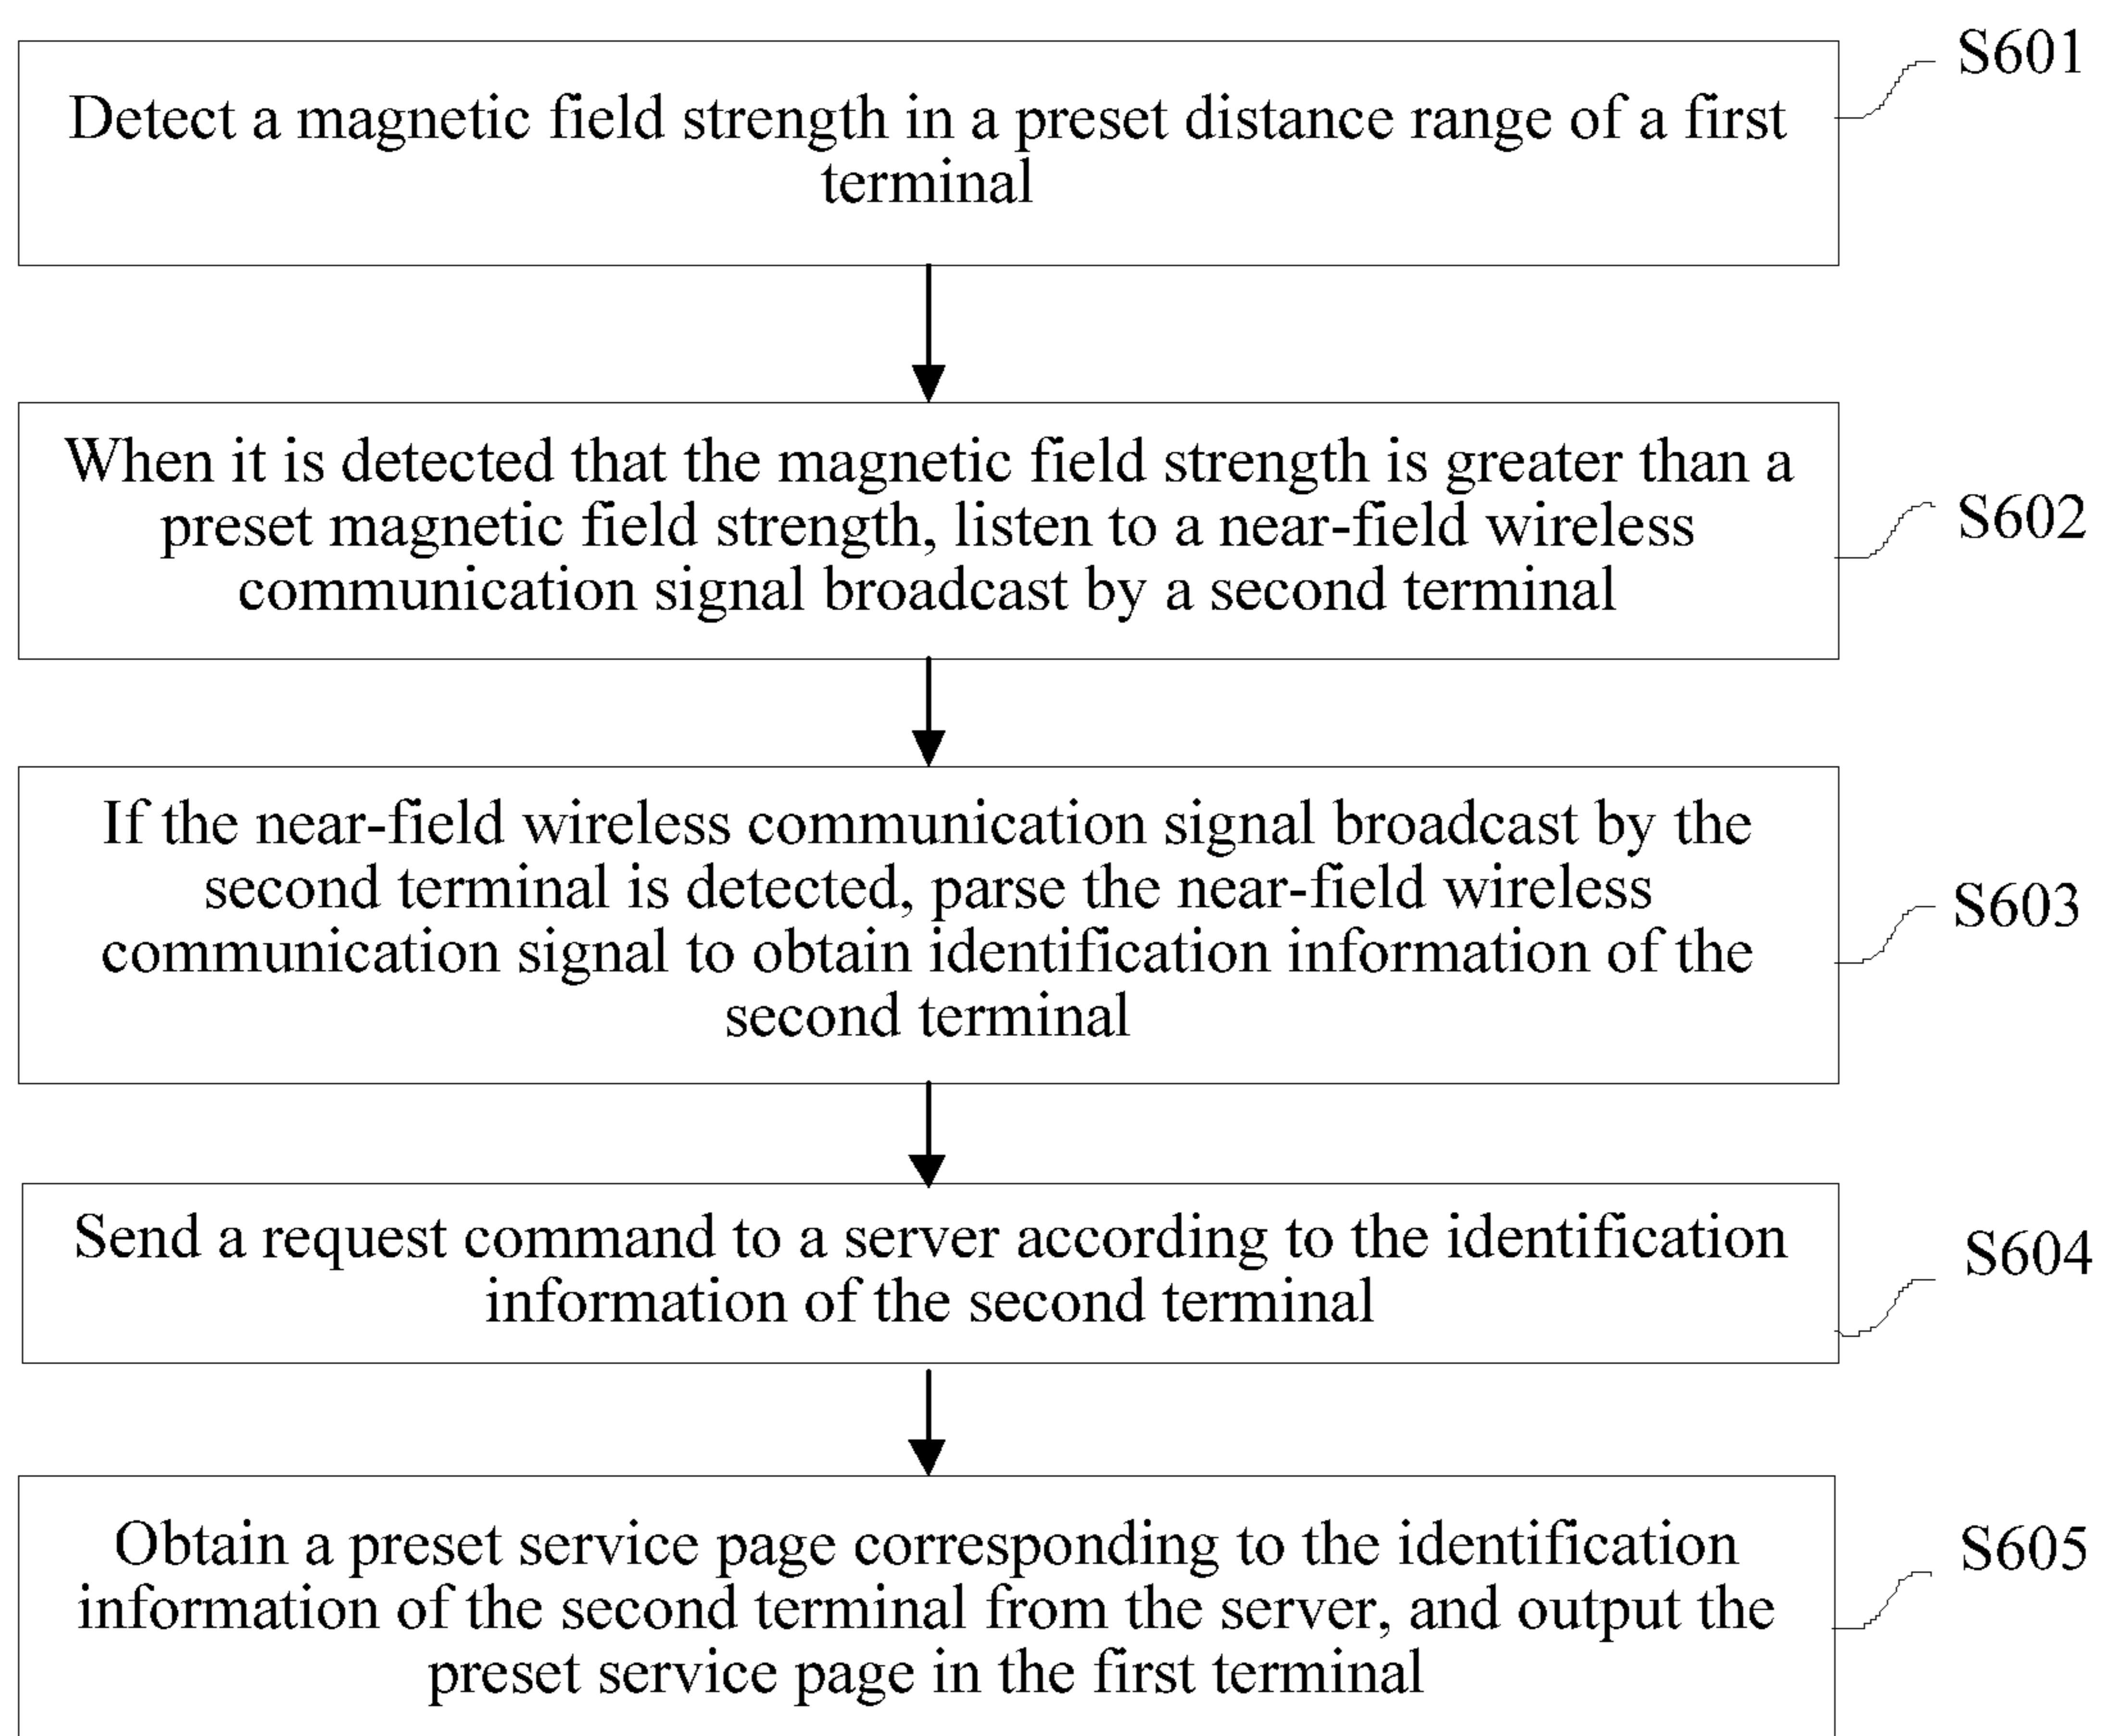 S601
Detect a magnetic field strength in a preset distance range of a first
terminal
When it is detected that the magnetic field strength is greater than a
preset magnetic field strength, listen to a near-field wireless
communication signal broadcast by a second terminal
S602
If the near-field wireless communication signal broadcast by the
second terminal is detected, parse the near-field wireless
communication signal to obtain identification information of the
second terminal
S603
Send a request command to a server according to the identification
information of the second terminal
S604
Obtain a preset service page corresponding to the identification
information of the second terminal from the server, and output the
preset service page in the first terminal
S605